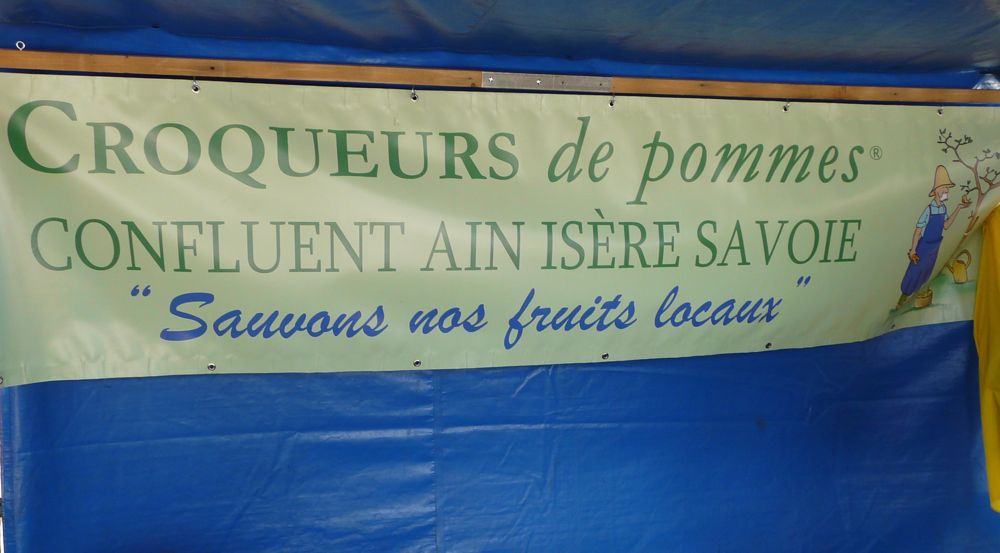 CROQUEURS de pommes®
CONFLUENT AIN ISÈRE SAVOIE
"Sauvons nos fruits locaux"